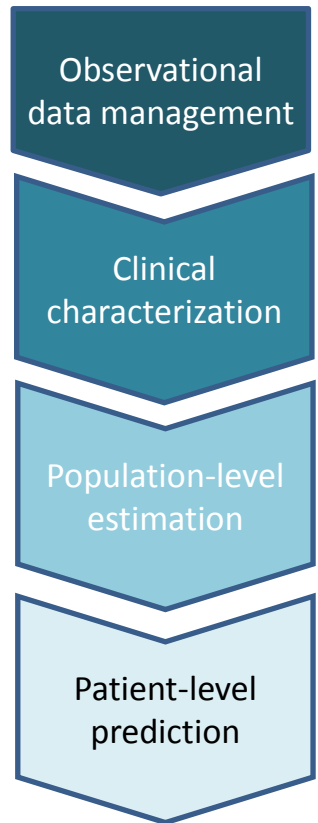 Observational
data management
Clinical
characterization
Population-level
estimation
Patient-level
prediction